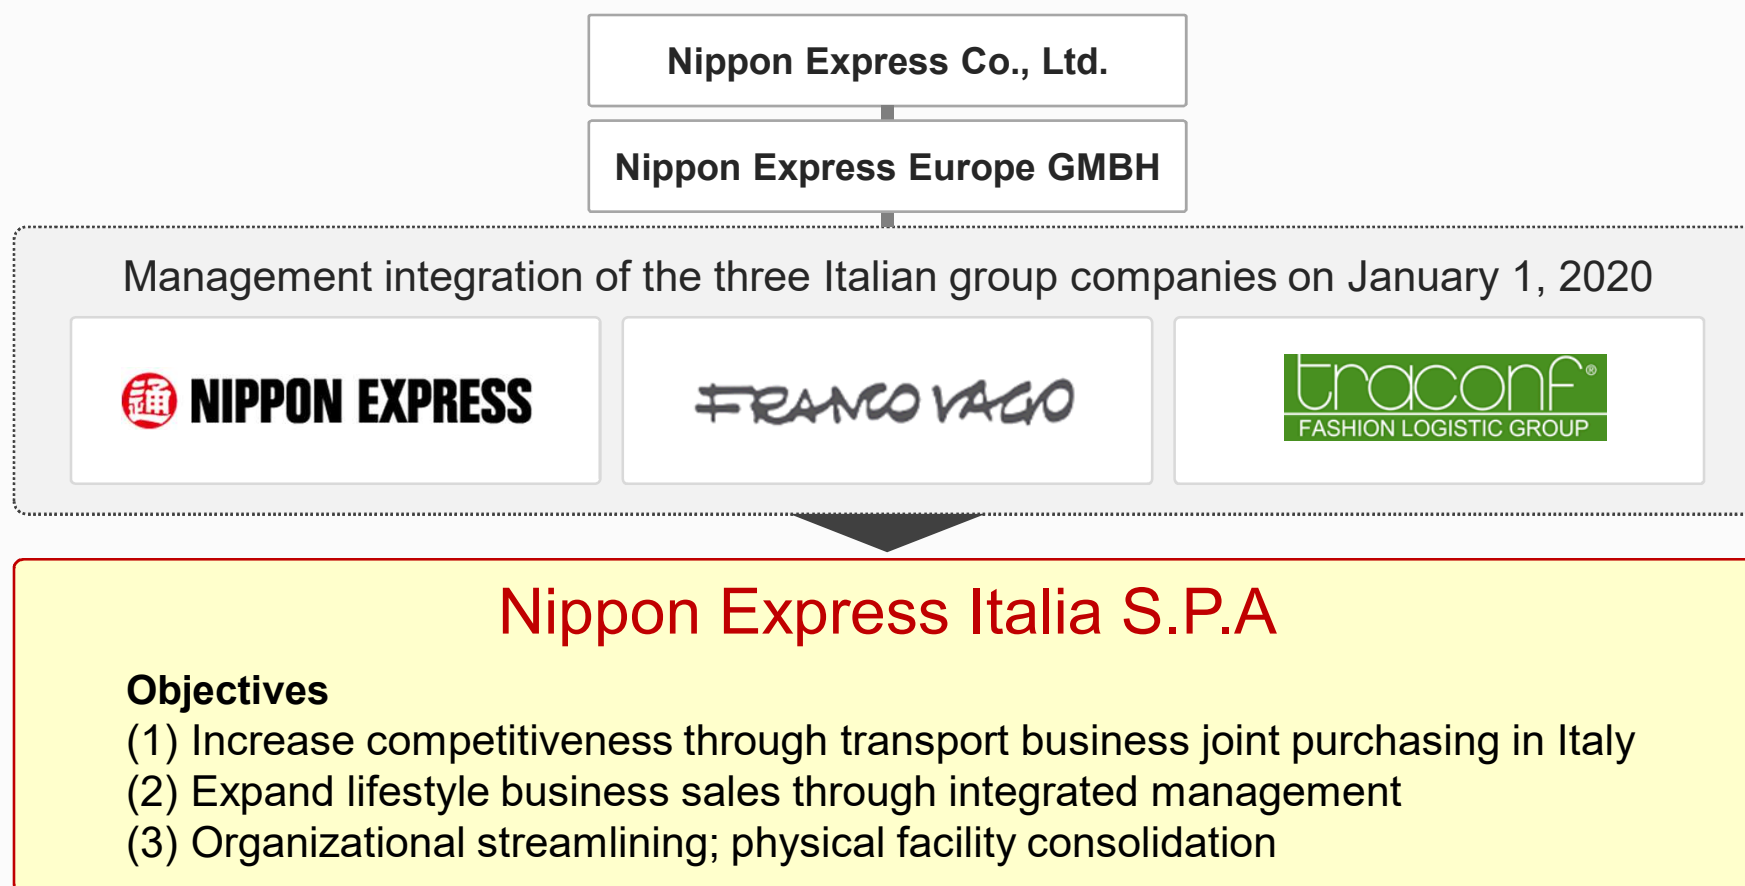 Nippon Express Co., Ltd.
Nippon Express Europe GMBH
Management integration of the three Italian group companies on January 1, 2020
通 NIPPON EXPRESS
FRANCO VAGO
traconf®
FASHION LOGISTIC GROUP
Nippon Express Italia S.P.A
Objectives
(1) Increase competitiveness through transport business joint purchasing in Italy
(2) Expand lifestyle business sales through integrated management
(3) Organizational streamlining; physical facility consolidation